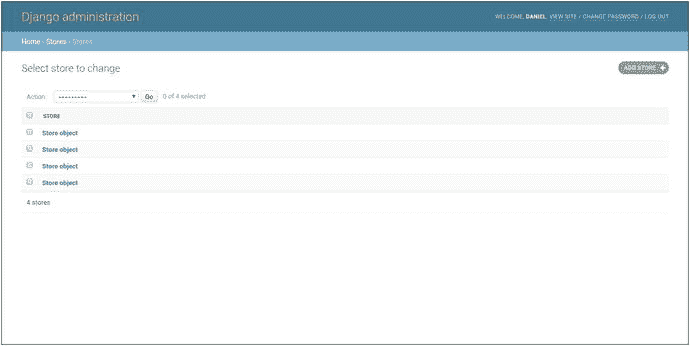 Django administration
WELCOME, DANIEL. VIEW SITE / CHANGE PASSWORD / LOG OUT
Home › Stores › Stores
Select store to change
ADD STORE +
Action: --------- Go 0 of 4 selected
STORE
Store object
Store object
Store object
Store object
4 stores